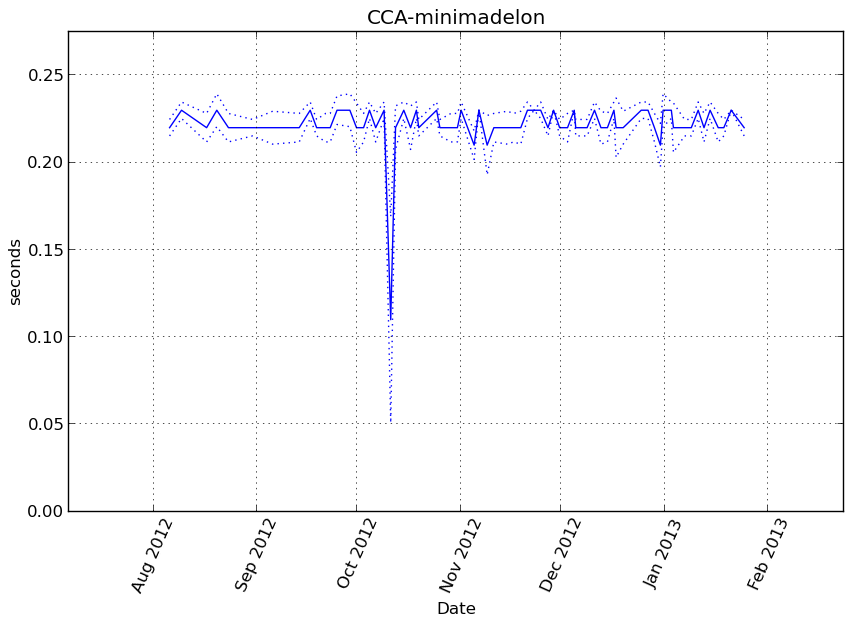 CCA-minimadelon
0.25
0.20
0.15
0.10
0.05
0.00
seconds
Aug 2012
Sep 2012
Oct 2012
Nov 2012
Dec 2012
Jan 2013
Feb 2013
Date